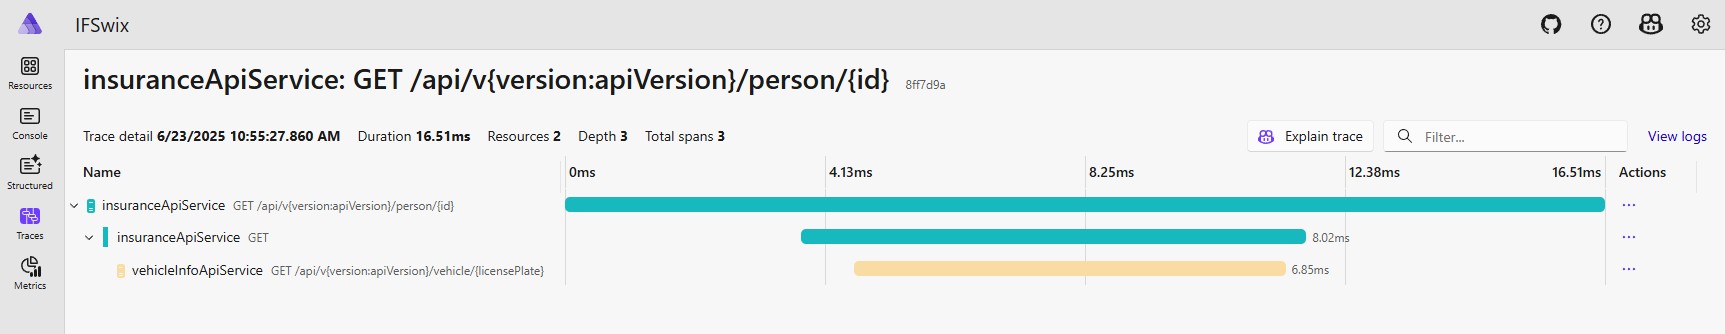 IFSwix
Resources
Console
Structured
Traces
Metrics
insuranceApiService: GET /api/v{version:apiVersion}/person/{id} 8ff7d9a
Trace detail 6/23/2025 10:55:27.860 AM Duration 16.51ms Resources 2 Depth 3 Total spans 3 Explain trace Filter... View logs
Name 0ms 4.13ms 8.25ms 12.38ms 16.51ms Actions
insuranceApiService GET /api/v{version:apiVersion}/person/{id} ...
insuranceApiService GET 8.02ms ...
vehicleInfoApiService GET /api/v{version:apiVersion}/vehicle/{licensePlate} 6.85ms ...